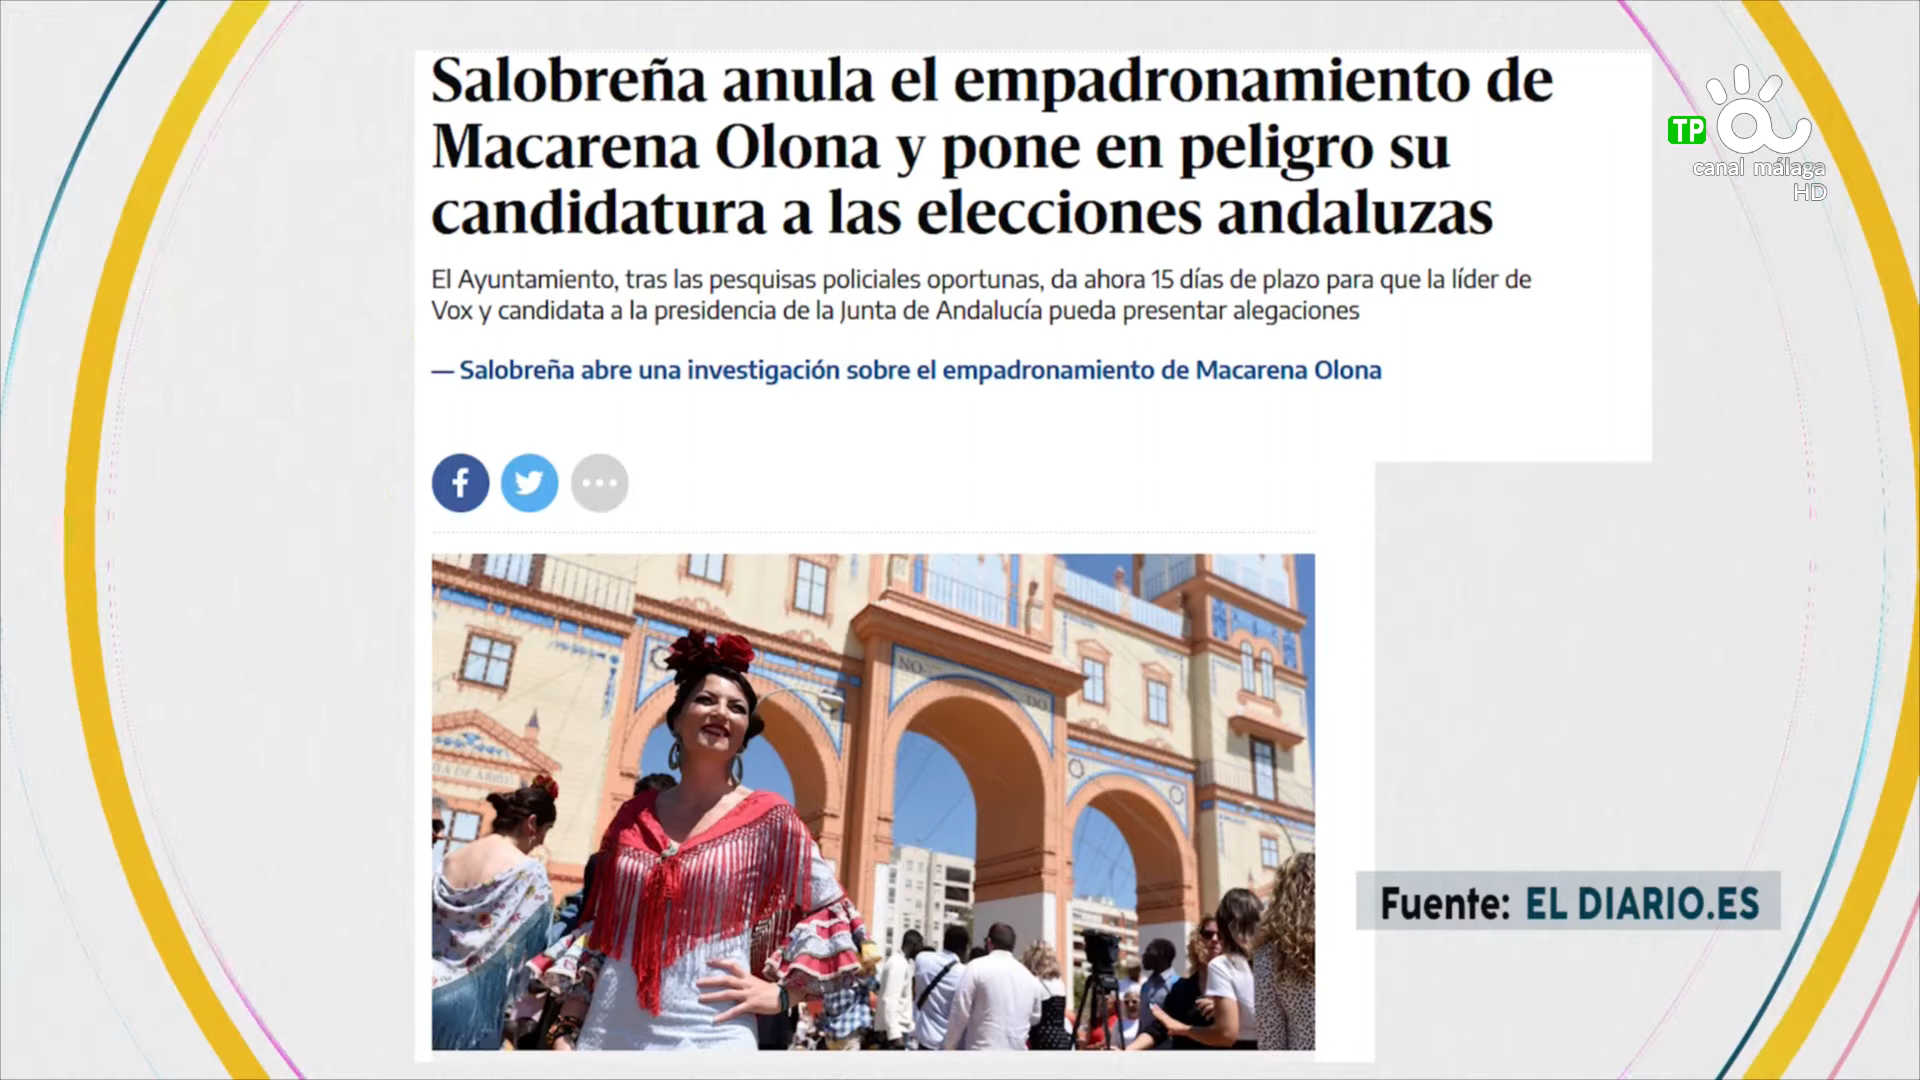 Salobreña anula el empadronamiento de
Macarena Olona y pone en peligro su
candidatura a las elecciones andaluzas
TP
canal málaga
HD
El Ayuntamiento, tras las pesquisas policiales oportunas, da ahora 15 días de plazo para que la líder de
Vox y candidata a la presidencia de la Junta de Andalucía pueda presentar alegaciones
— Salobreña abre una investigación sobre el empadronamiento de Macarena Olona
NO DO
Fuente: EL DIARIO.ES